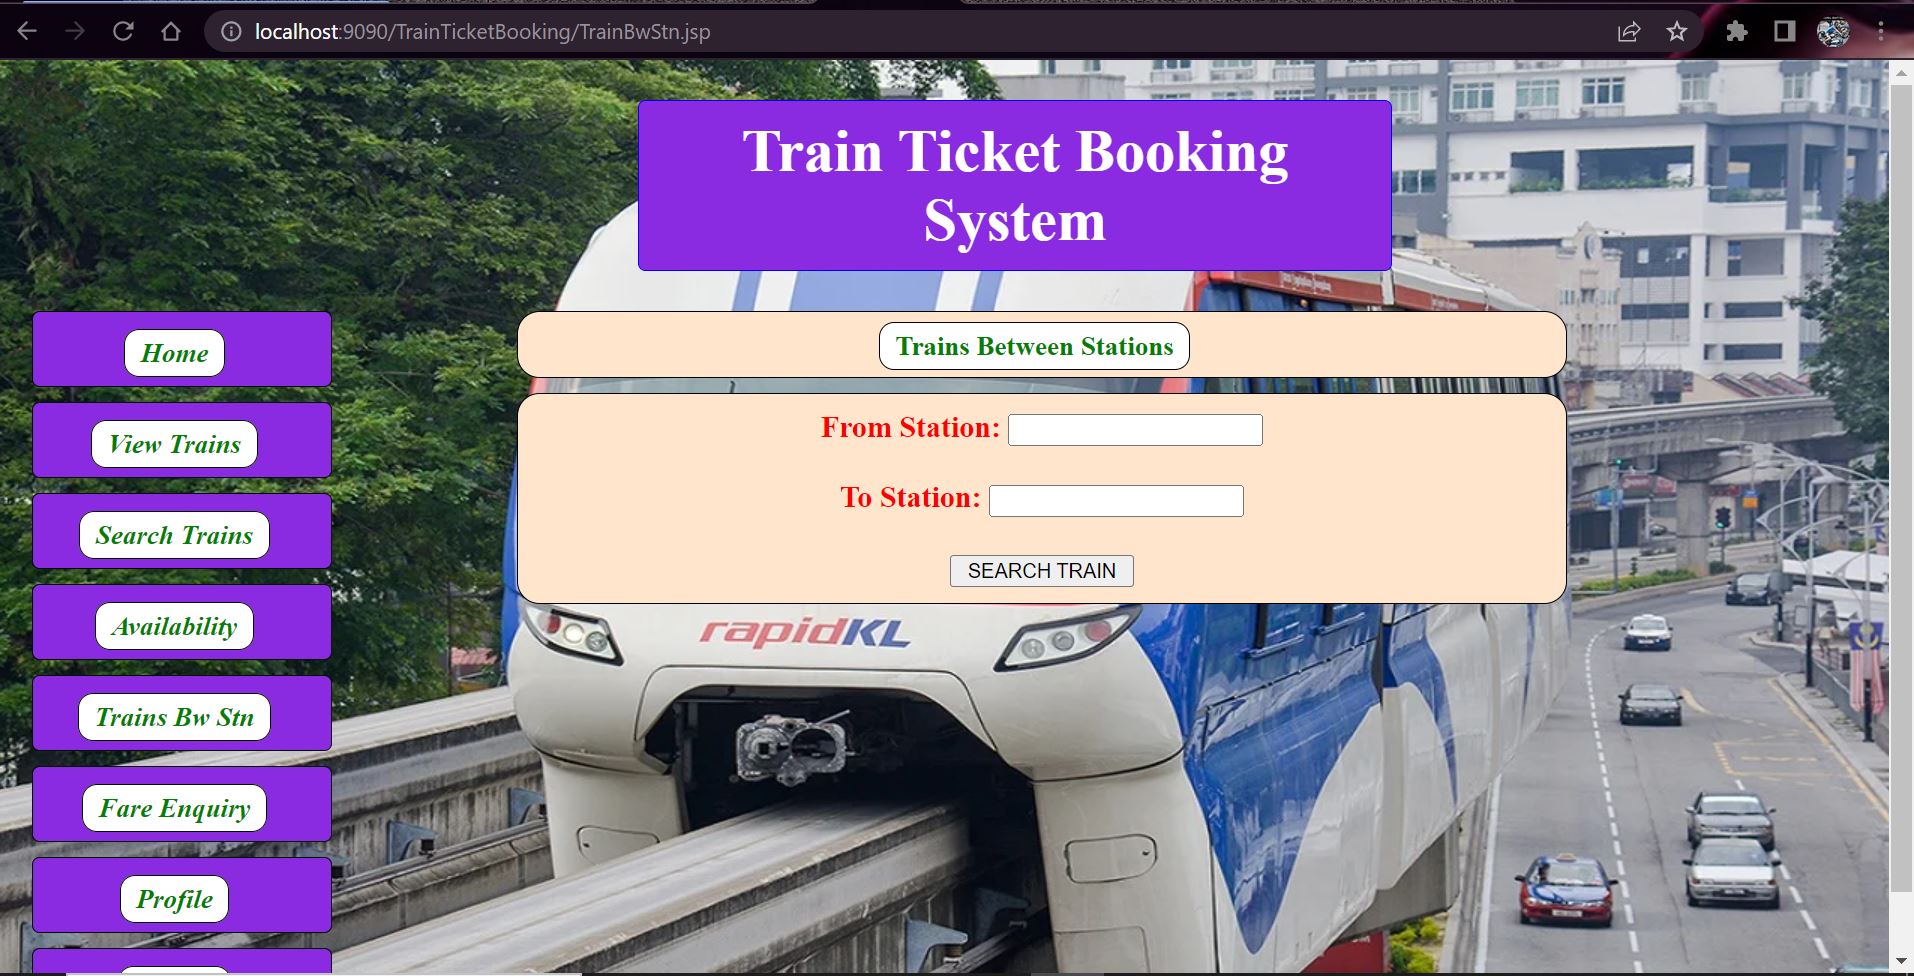 localhost:9090/TrainTicketBooking/TrainBwStn.jsp
Train Ticket Booking
System
Home
View Trains
Search Trains
Availability
Trains Bw Stn
Fare Enquiry
Profile
Trains Between Stations
From Station:
To Station:
SEARCH TRAIN
rapidKL